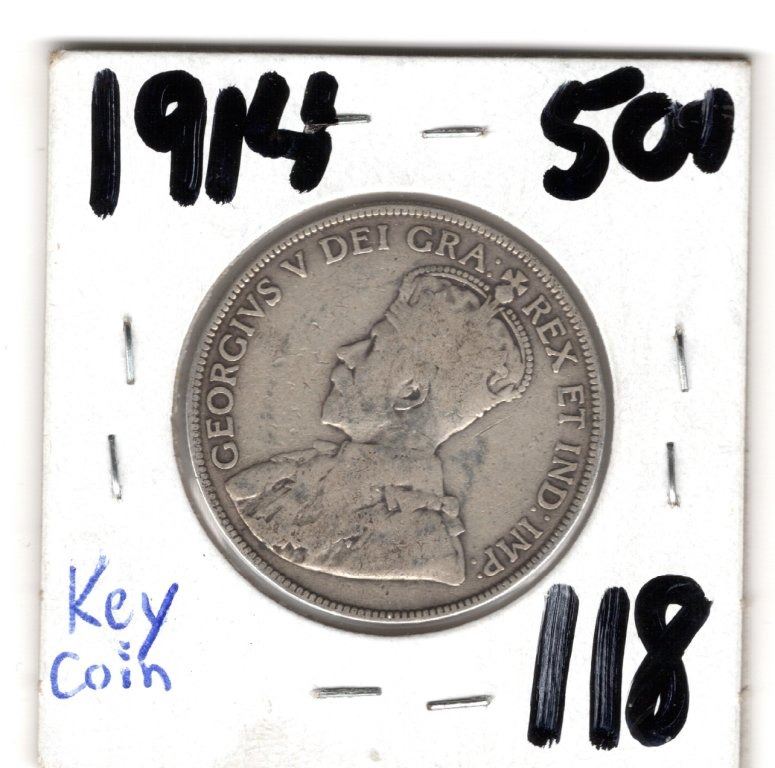 1914 50¢
GEORGIVS V DEI GRA: REX ET IND: IMP:
Key
Coin
118